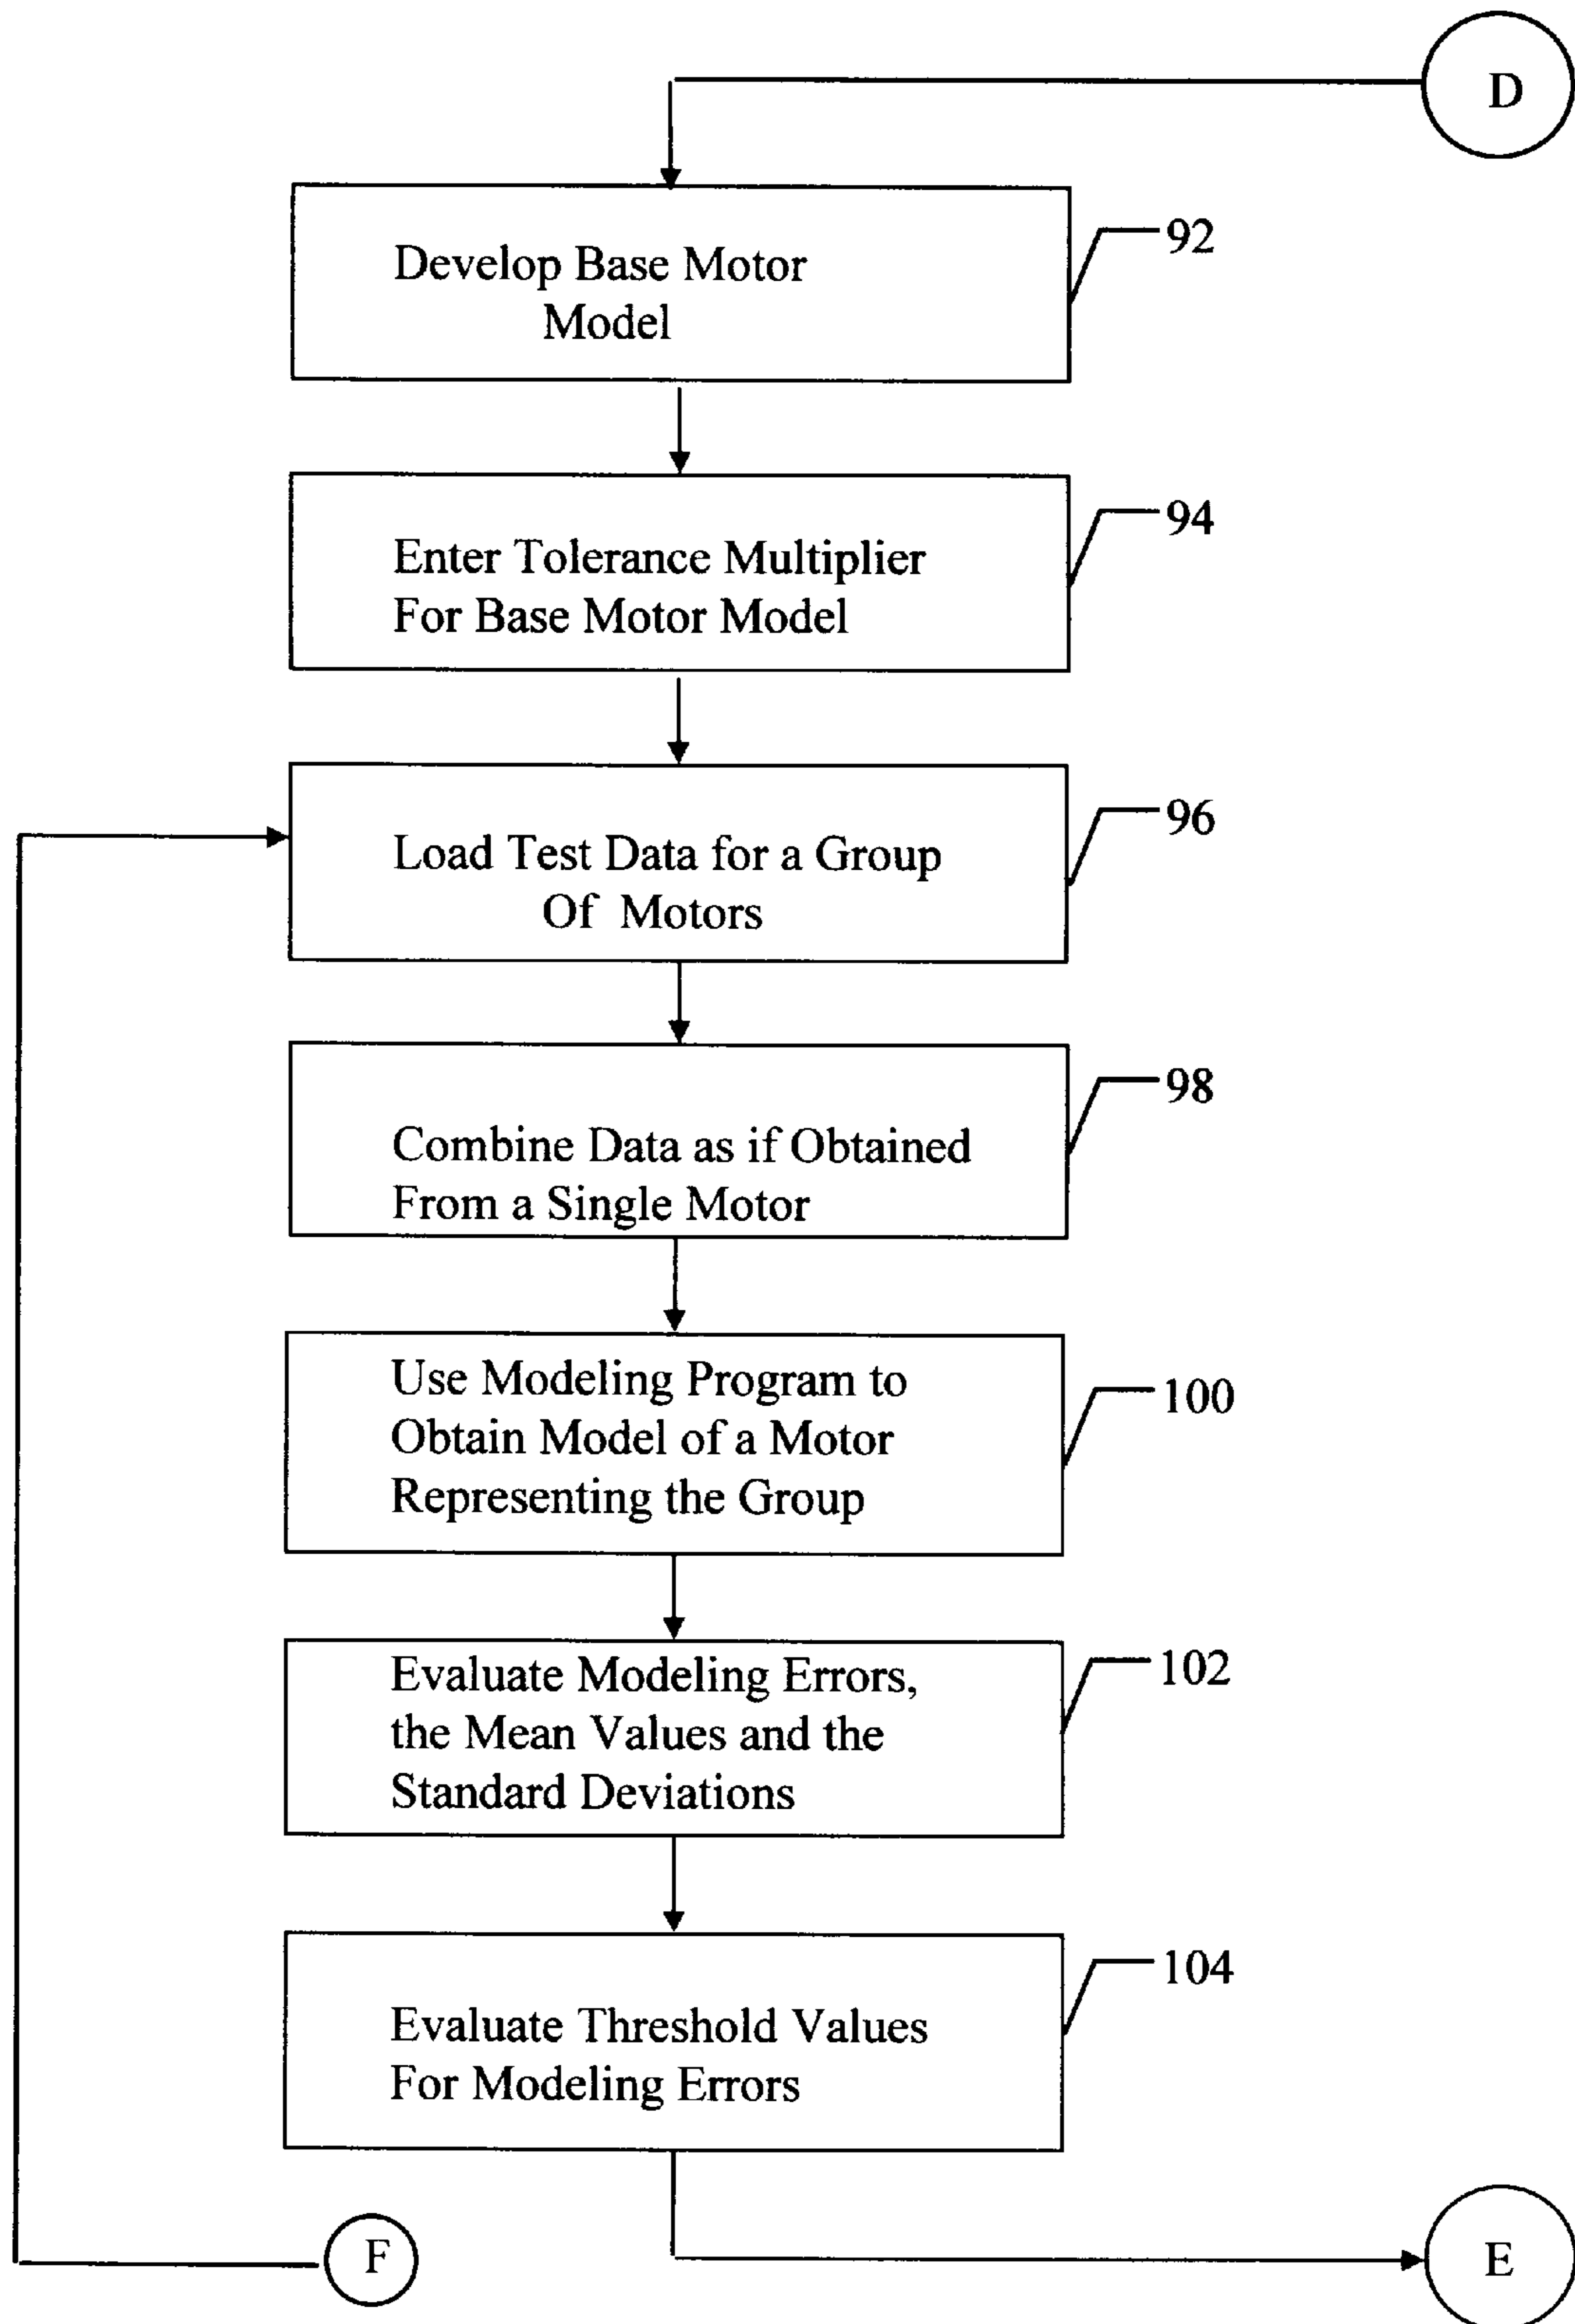 D
Develop Base Motor
Model
92
Enter Tolerance Multiplier
For Base Motor Model
94
Load Test Data for a Group
Of Motors
96
Combine Data as if Obtained
From a Single Motor
98
Use Modeling Program to
Obtain Model of a Motor
Representing the Group
100
Evaluate Modeling Errors,
the Mean Values and the
Standard Deviations
102
Evaluate Threshold Values
For Modeling Errors
104
F
E